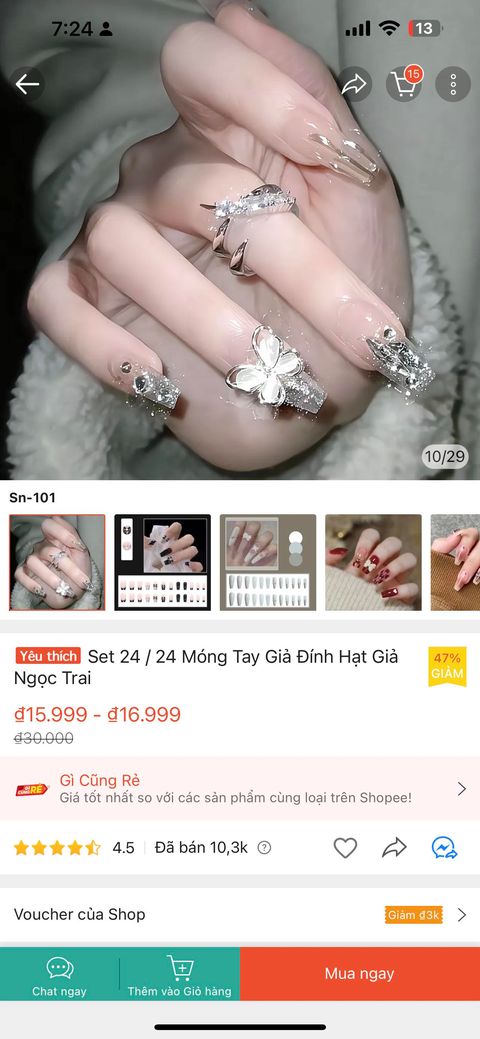 7:24
13
15
10/29
Sn-101
Yêu thích Set 24 / 24 Móng Tay Giả Đính Hạt Giả
Ngọc Trai
47%
GIẢM
₫15.999 - ₫16.999
₫30.000
GÌ CŨNG RẺ
Gì Cũng Rẻ
Giá tốt nhất so với các sản phẩm cùng loại trên Shopee!
4.5
Đã bán 10,3k
?
Voucher của Shop
Giảm ₫3k
Chat ngay
Thêm vào Giỏ hàng
Mua ngay